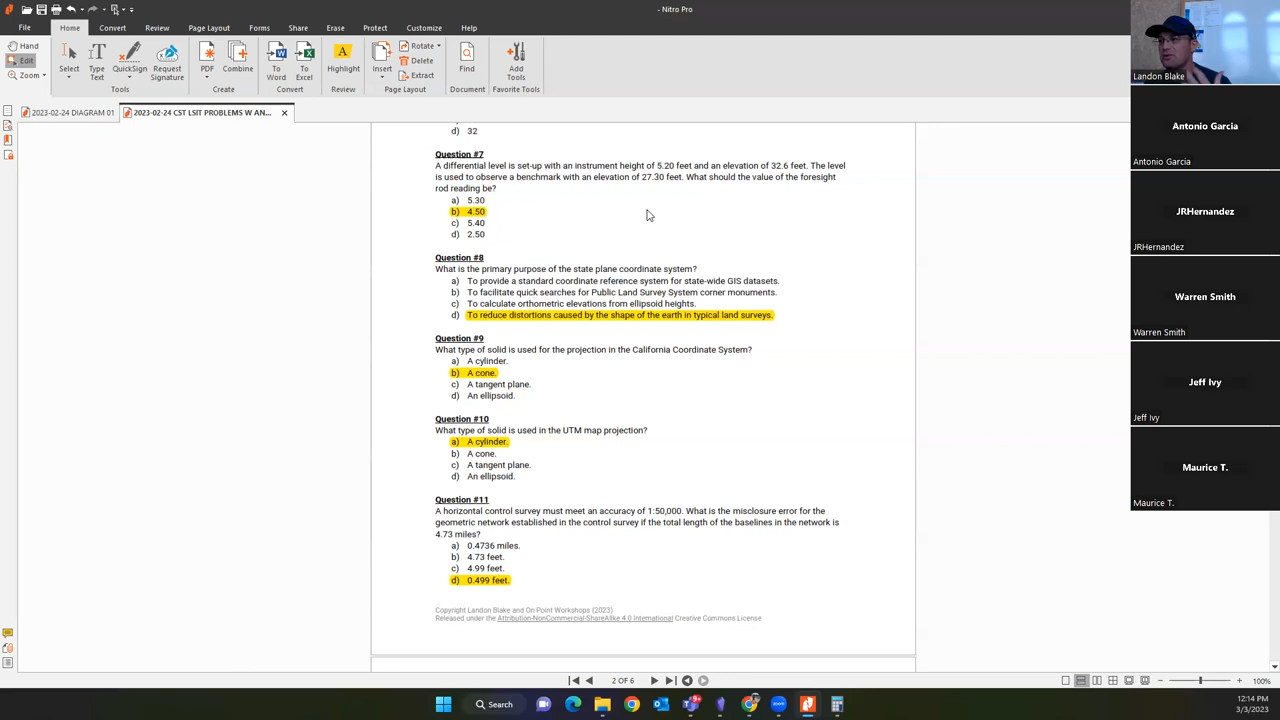 - Nitro Pro
File
Home
Convert
Review
Page Layout
Forms
Share
Erase
Protect
Customize
Help
Hand
Edit
Zoom
Select
Type Text
QuickSign
Request Signature
PDF
Combine
To Word
To Excel
Highlight
Insert
Rotate
Delete
Extract
Find
Add Tools
Tools
Create
Convert
Review
Page Layout
Document
Favorite Tools
2023-02-24 DIAGRAM 01
2023-02-24 CST LSIT PROBLEMS W AN...
d) 32
Question #7
A differential level is set-up with an instrument height of 5.20 feet and an elevation of 32.6 feet. The level
is used to observe a benchmark with an elevation of 27.30 feet. What should the value of the foresight
rod reading be?
a) 5.30
b) 4.50
c) 5.40
d) 2.50
Question #8
What is the primary purpose of the state plane coordinate system?
a) To provide a standard coordinate reference system for state-wide GIS datasets.
b) To facilitate quick searches for Public Land Survey System corner monuments.
c) To calculate orthometric elevations from ellipsoid heights.
d) To reduce distortions caused by the shape of the earth in typical land surveys.
Question #9
What type of solid is used for the projection in the California Coordinate System?
a) A cylinder.
b) A cone.
c) A tangent plane.
d) An ellipsoid.
Question #10
What type of solid is used in the UTM map projection?
a) A cylinder.
b) A cone.
c) A tangent plane.
d) An ellipsoid.
Question #11
A horizontal control survey must meet an accuracy of 1:50,000. What is the misclosure error for the
geometric network established in the control survey if the total length of the baselines in the network is
4.73 miles?
a) 0.4736 miles.
b) 4.73 feet.
c) 4.99 feet.
d) 0.499 feet.
Copyright Landon Blake and On Point Workshops (2023)
Released under the Attribution-NonCommercial-ShareAlike 4.0 International Creative Commons License
2 OF 6
100%
Search
12:14 PM
3/3/2023
Landon Blake
Antonio Garcia
Antonio Garcia
JRHernandez
JRHernandez
Warren Smith
Warren Smith
Jeff Ivy
Jeff Ivy
Maurice T.
Maurice T.